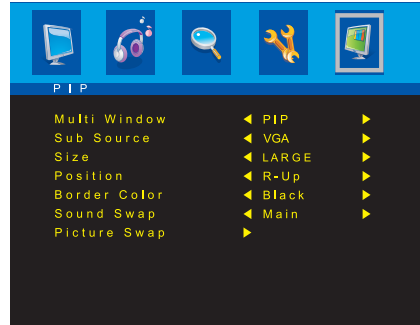 PIP
Multi Window PIP
Sub Source VGA
Size LARGE
Position R-Up
Border Color Black
Sound Swap Main
Picture Swap